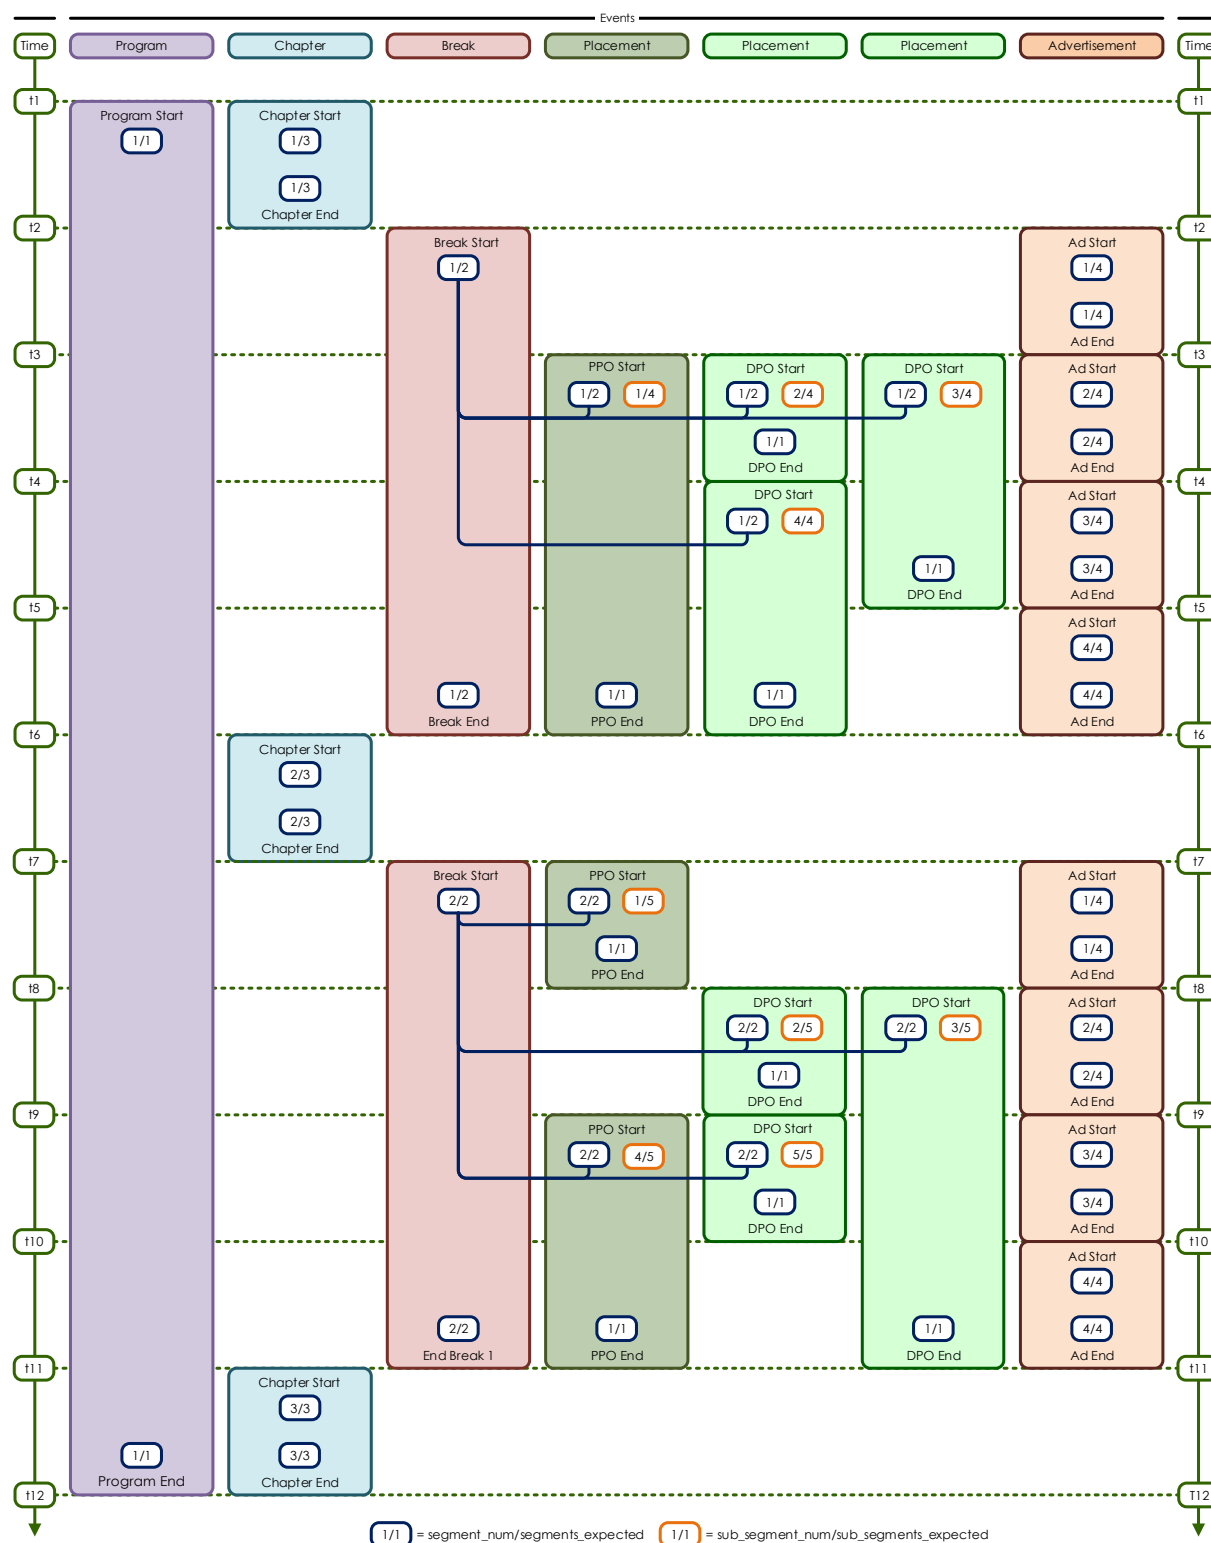 Events
Time Program Chapter Break Placement Placement Placement Advertisement Time
t1 t1
Program Start Chapter Start
1/1 1/3
1/3
Chapter End
t2 t2
Break Start Ad Start
1/2 1/4
1/4
Ad End
t3 t3
PPO Start DPO Start DPO Start Ad Start
1/2 1/4 1/2 2/4 1/2 3/4 2/4
1/1 2/4
DPO End Ad End
t4 t4
DPO Start Ad Start
1/2 4/4 3/4
1/1 3/4
DPO End Ad End
t5 t5
Ad Start
4/4
1/2 1/1 1/1 4/4
Break End PPO End DPO End Ad End
t6 t6
Chapter Start
2/3
2/3
Chapter End
t7 t7
Break Start PPO Start Ad Start
2/2 2/2 1/5 1/4
1/1 1/4
PPO End Ad End
t8 t8
DPO Start DPO Start Ad Start
2/2 2/5 2/2 3/5 2/4
1/1 2/4
DPO End Ad End
t9 t9
PPO Start DPO Start Ad Start
2/2 4/5 2/2 5/5 3/4
1/1 3/4
DPO End Ad End
t10 t10
Ad Start
4/4
2/2 1/1 1/1 4/4
End Break 1 PPO End DPO End Ad End
t11 t11
Chapter Start
3/3
1/1 3/3
Program End Chapter End
t12 T12
1/1 = segment_num/segments_expected 1/1 = sub_segment_num/sub_segments_expected